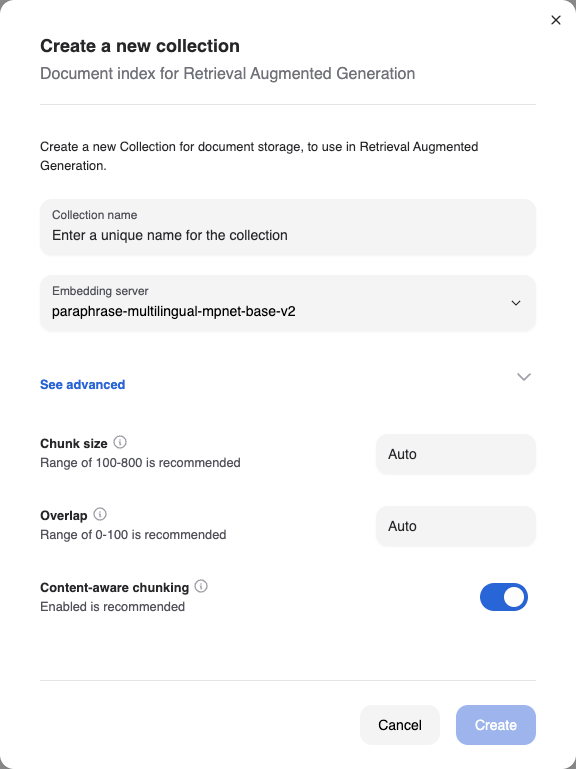 Create a new collection
Document index for Retrieval Augmented Generation
Create a new Collection for document storage, to use in Retrieval Augmented
Generation.
Collection name
Enter a unique name for the collection
Embedding server
paraphrase-multilingual-mpnet-base-v2
See advanced
Chunk size
Range of 100-800 is recommended
Auto
Overlap
Range of 0-100 is recommended
Auto
Content-aware chunking
Enabled is recommended
Cancel
Create